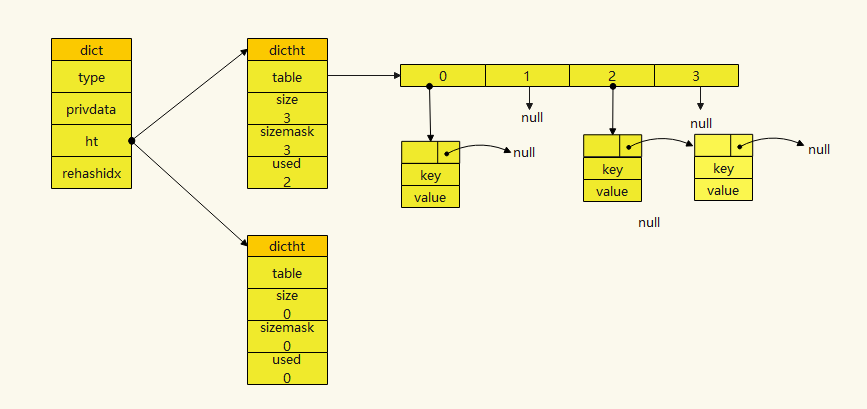 dict
type
privdata
ht
rehashidx
dictht
table
size
3
sizemask
3
used
2
0
1
2
3
null
null
key
value
null
key
value
key
value
null
null
dictht
table
size
0
sizemask
0
used
0